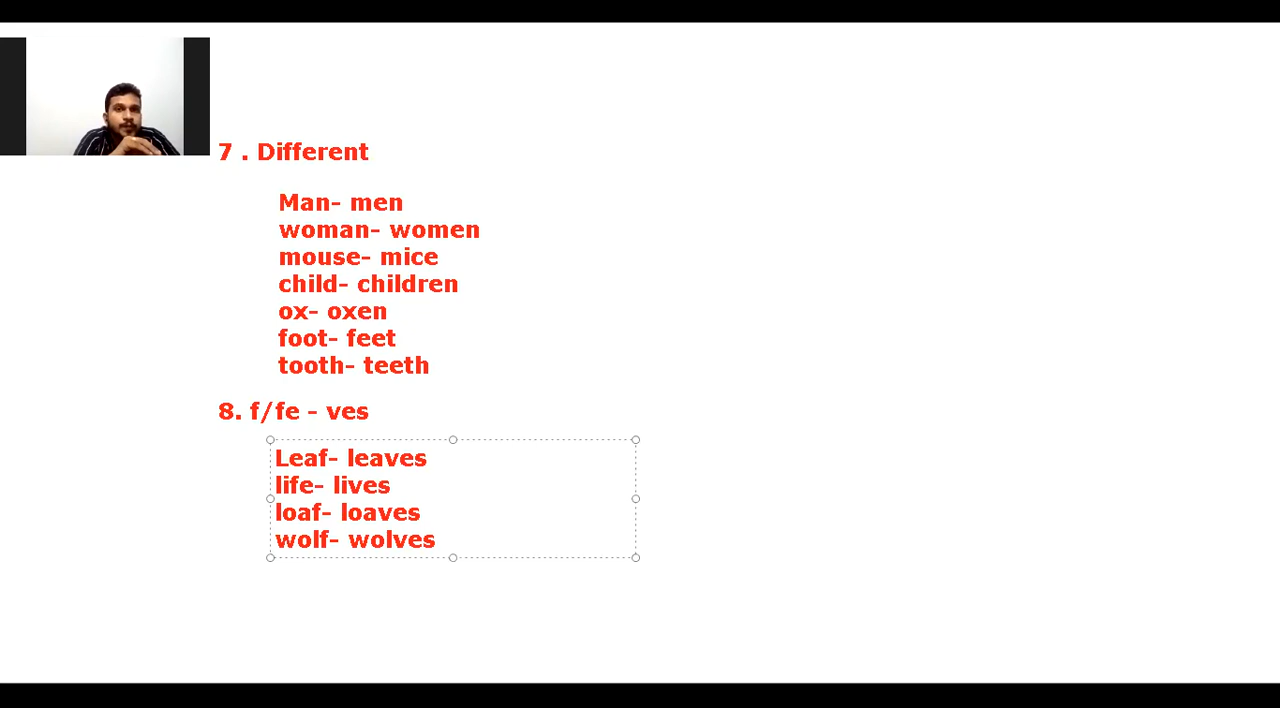 7 . Different
Man- men
woman- women
mouse- mice
child- children
ox- oxen
foot- feet
tooth- teeth
8. f/fe - ves
Leaf- leaves
life- lives
loaf- loaves
wolf- wolves